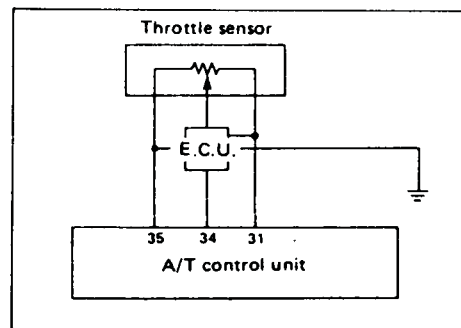 Throttle sensor
E.C.U.
35 34 31
A/T control unit